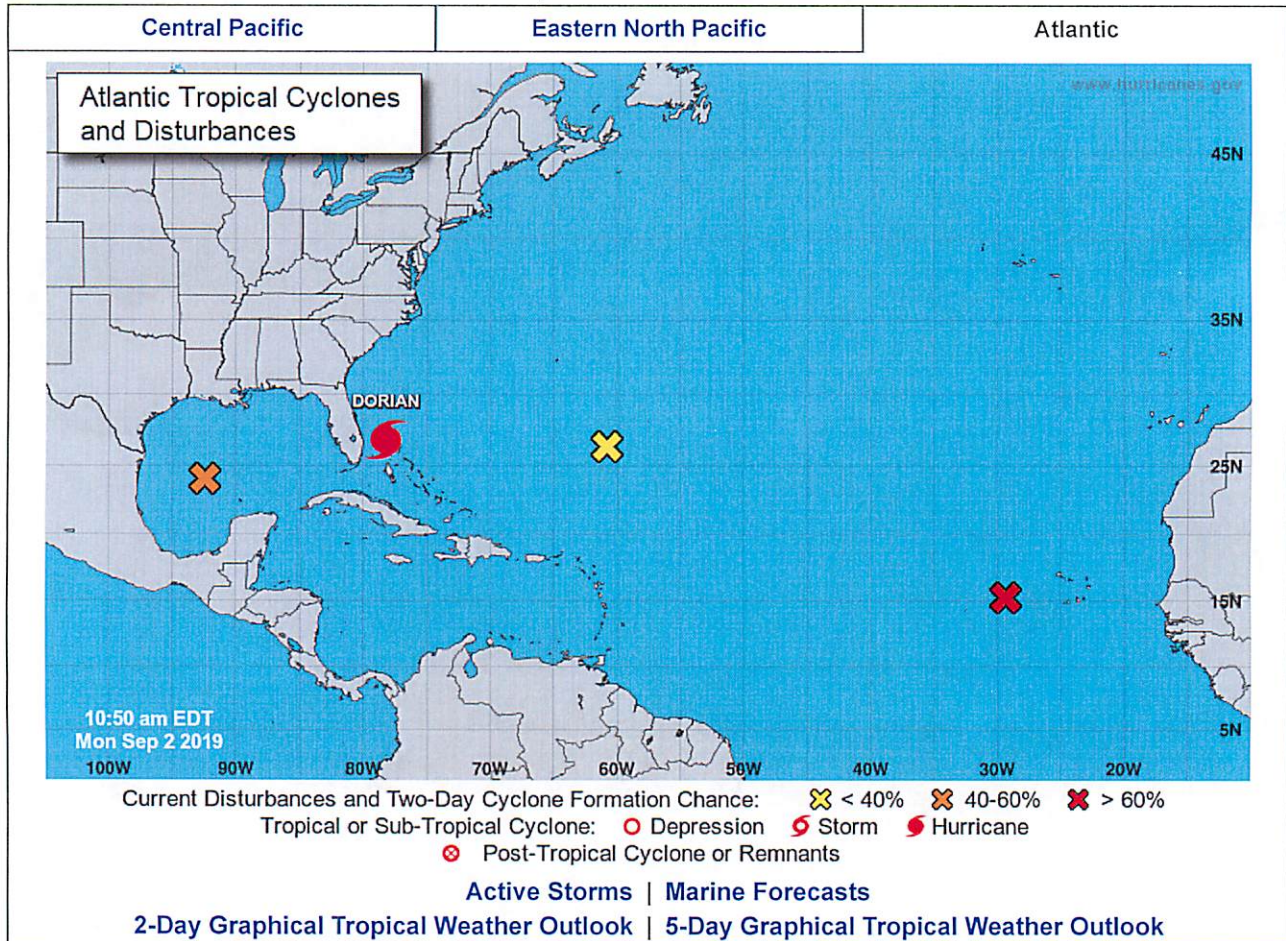 Central Pacific
Eastern North Pacific
Atlantic
Atlantic Tropical Cyclones
and Disturbances
www.hurricanes.gov
45N
35N
DORIAN
25N
15N
10:50 am EDT
Mon Sep 2 2019
5N
100W 90W 80W 70W 60W 50W 40W 30W 20W
Current Disturbances and Two-Day Cyclone Formation Chance: < 40% 40-60% > 60%
Tropical or Sub-Tropical Cyclone: Depression Storm Hurricane
Post-Tropical Cyclone or Remnants
Active Storms | Marine Forecasts
2-Day Graphical Tropical Weather Outlook | 5-Day Graphical Tropical Weather Outlook